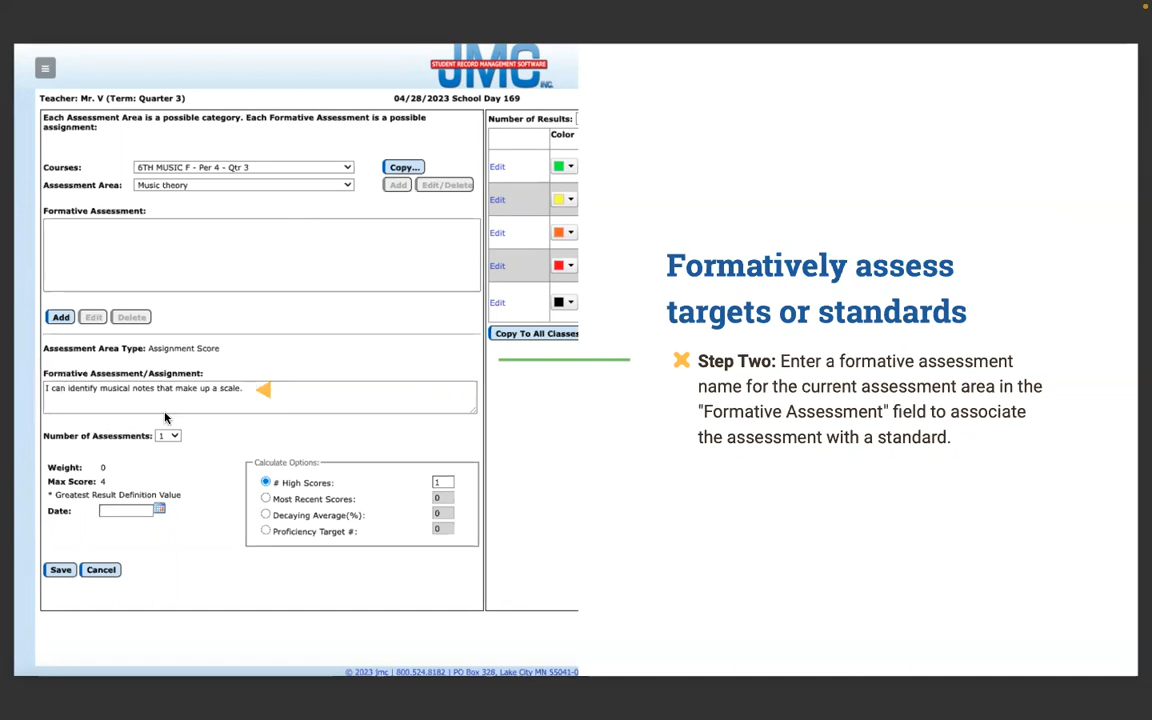 JMC
STUDENT RECORD MANAGEMENT SOFTWARE
INC.
Teacher: Mr. V (Term: Quarter 3)
04/28/2023 School Day 169
Each Assessment Area is a possible category. Each Formative Assessment is a possible
assignment:
Courses: 6TH MUSIC F - Per 4 - Qtr 3 Copy...
Assessment Area: Music theory Add Edit/Delete
Formative Assessment:
Add Edit Delete
Assessment Area Type: Assignment Score
Formative Assessment/Assignment:
I can identify musical notes that make up a scale.
Number of Assessments: 1
Weight: 0
Max Score: 4
* Greatest Result Definition Value
Date:
Calculate Options:
# High Scores: 1
Most Recent Scores: 0
Decaying Average(%): 0
Proficiency Target #: 0
Save Cancel
Number of Results:
Color
Edit
Edit
Edit
Edit
Edit
Copy To All Classes
© 2023 jmc | 800.524.8182 | PO Box 328, Lake City MN 55041-0
Formatively assess
targets or standards
Step Two: Enter a formative assessment
name for the current assessment area in the
"Formative Assessment" field to associate
the assessment with a standard.